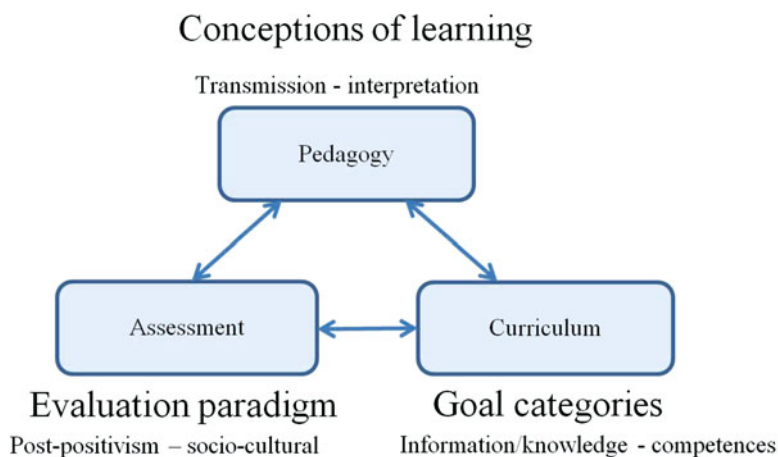 Conceptions of learning
Transmission - interpretation
Pedagogy
Assessment
Curriculum
Evaluation paradigm
Goal categories
Post-positivism – socio-cultural
Information/knowledge - competences